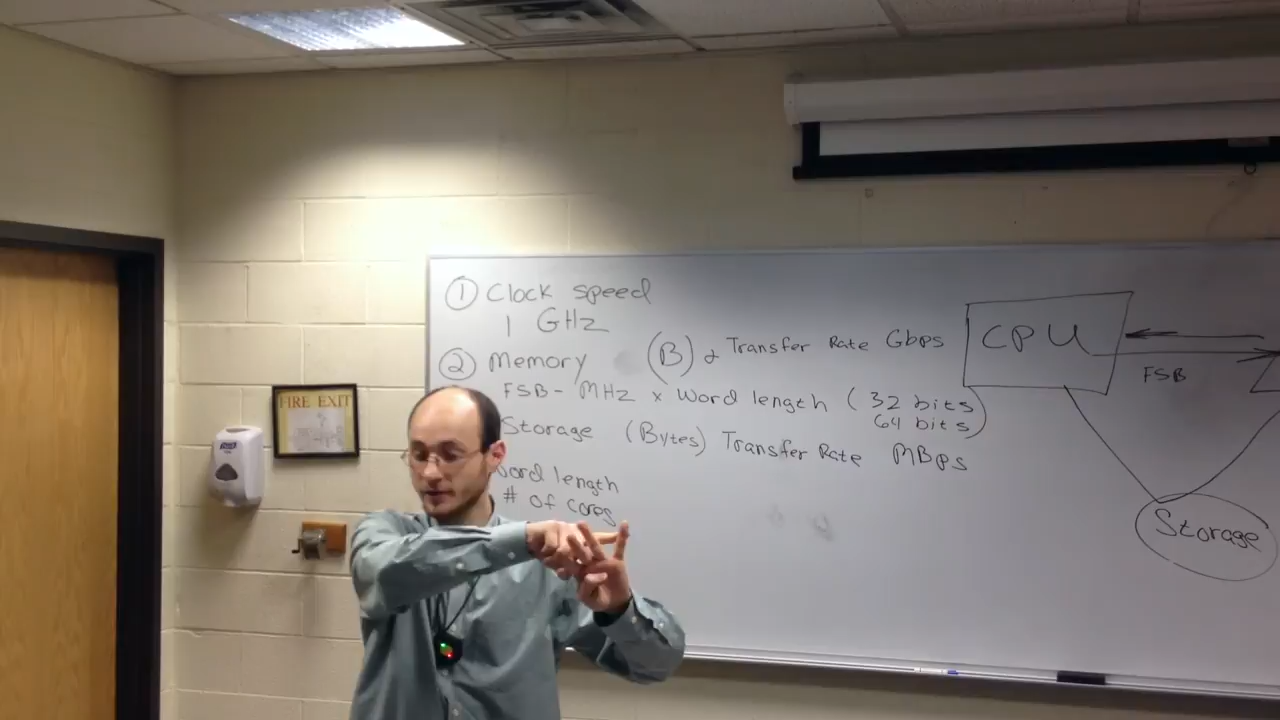 FIRE EXIT
① Clock speed
1 GHz
② Memory (B) & Transfer Rate Gbps
FSB - MHz x Word length (32 bits
64 bits)
Storage (Bytes) Transfer Rate MBps
Word length
# of cores
CPU
FSB
Storage